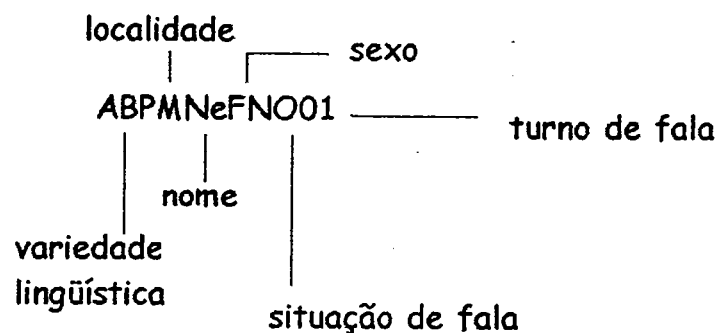 localidade
sexo
ABPMNeFNO01
turno de fala
nome
variedade
lingüística
situação de fala